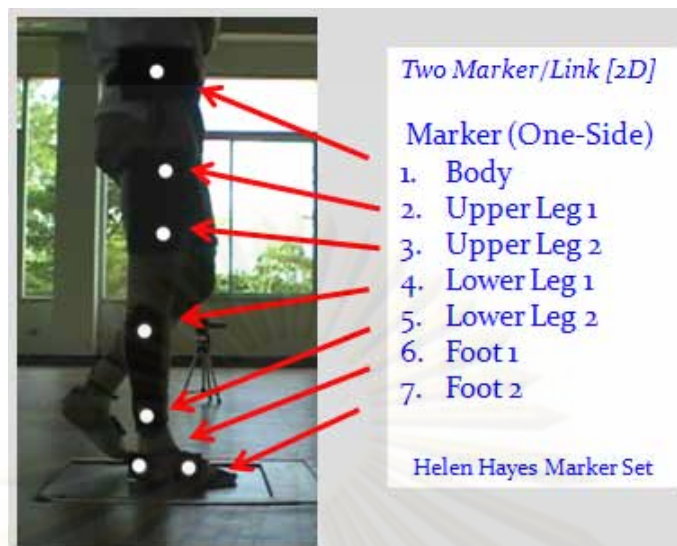 Two Marker/Link [2D]
Marker (One-Side)
1. Body
2. Upper Leg 1
3. Upper Leg 2
4. Lower Leg 1
5. Lower Leg 2
6. Foot 1
7. Foot 2
Helen Hayes Marker Set